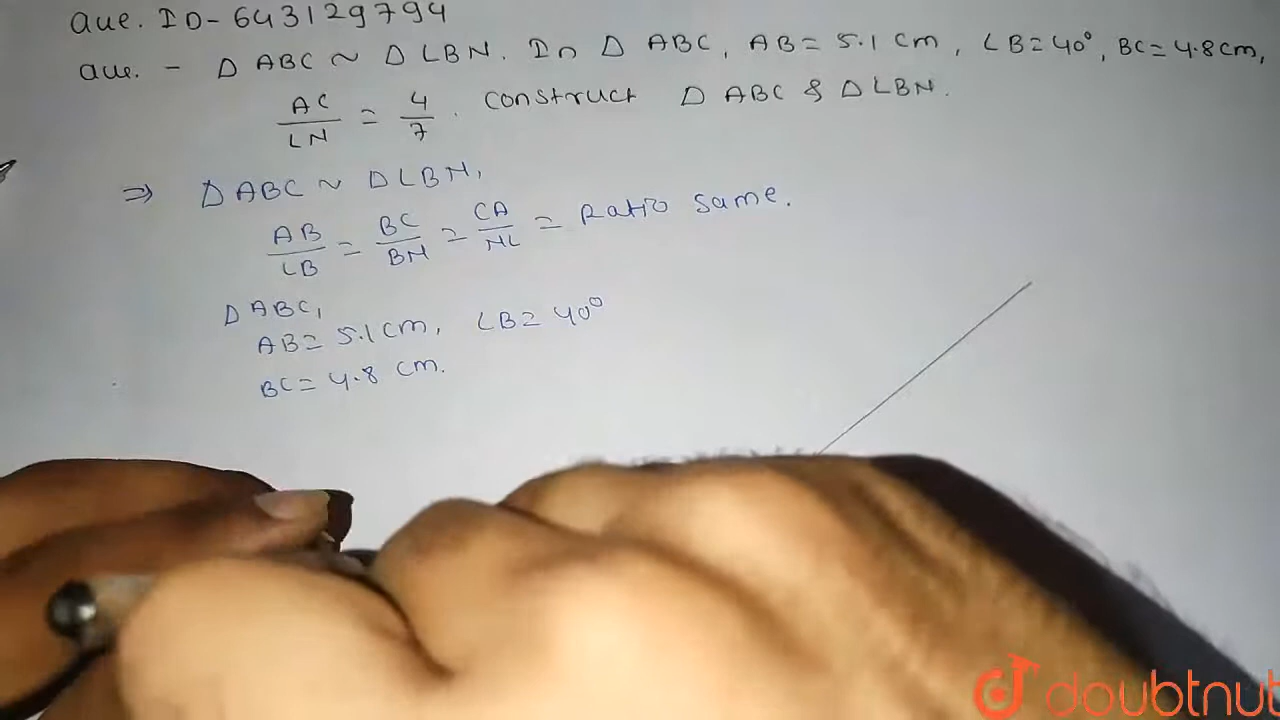 Que. ID- 643129794
Que. - Δ ABC ~ Δ LBN. In Δ ABC, AB = 5.1 cm, ∠B = 40°, BC = 4.8 cm,
AC/LN = 4/7. Construct Δ ABC & Δ LBN.
⇒ Δ ABC ~ Δ LBN,
AB/LB = BC/BN = CA/NL = Ratio same.
Δ ABC,
AB = 5.1 cm, ∠B = 40°
BC = 4.8 cm.
doubtnut